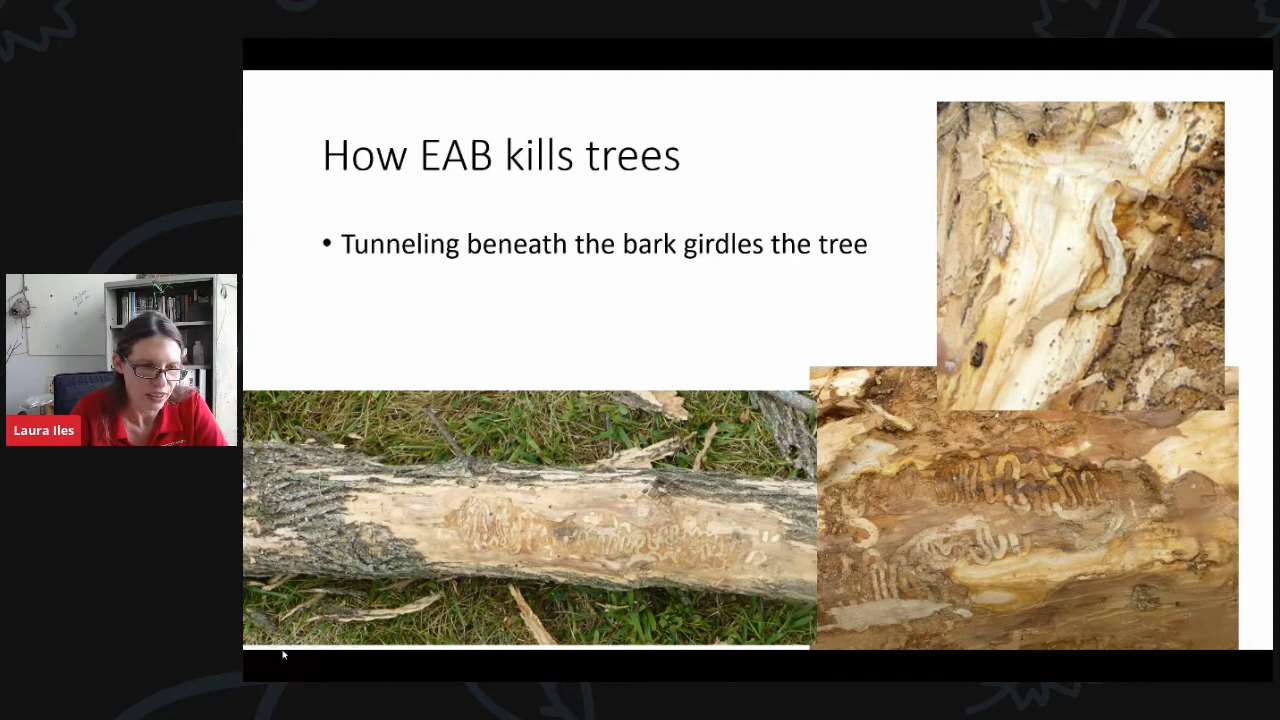 How EAB kills trees
• Tunneling beneath the bark girdles the tree
Laura Iles